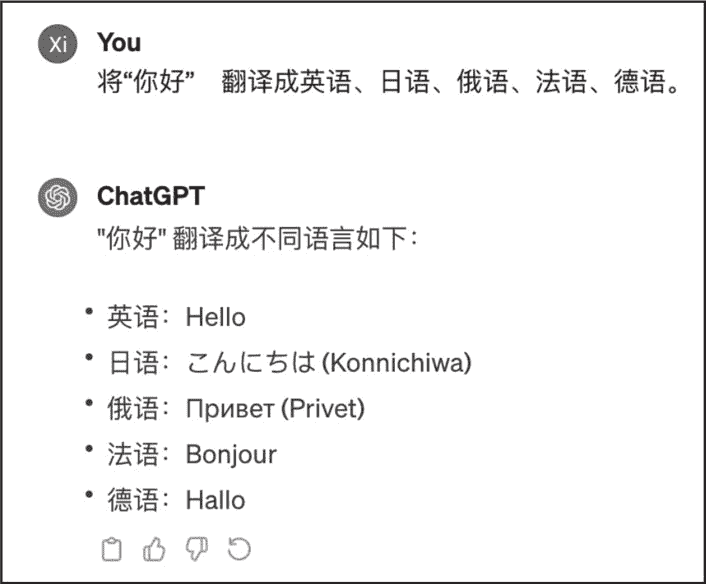 Xi You
将“你好” 翻译成英语、日语、俄语、法语、德语。
ChatGPT
"你好" 翻译成不同语言如下：
• 英语：Hello
• 日语：こんにちは (Konnichiwa)
• 俄语：Привет (Privet)
• 法语：Bonjour
• 德语：Hallo